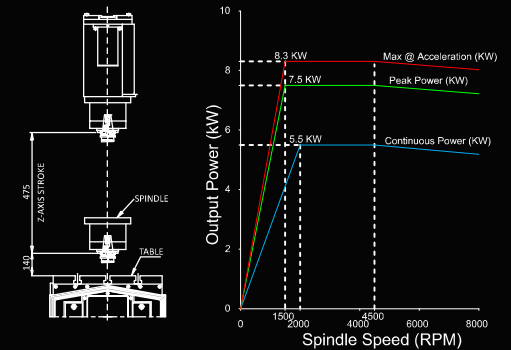 475
Z-AXIS STROKE
140
SPINDLE
TABLE
Output Power (kW)
10
8
6
4
2
0
8.3 KW
7.5 KW
5.5 KW
Max @ Acceleration (KW)
Peak Power (KW)
Continuous Power (KW)
0
1500
2000
4000
4500
6000
8000
Spindle Speed (RPM)